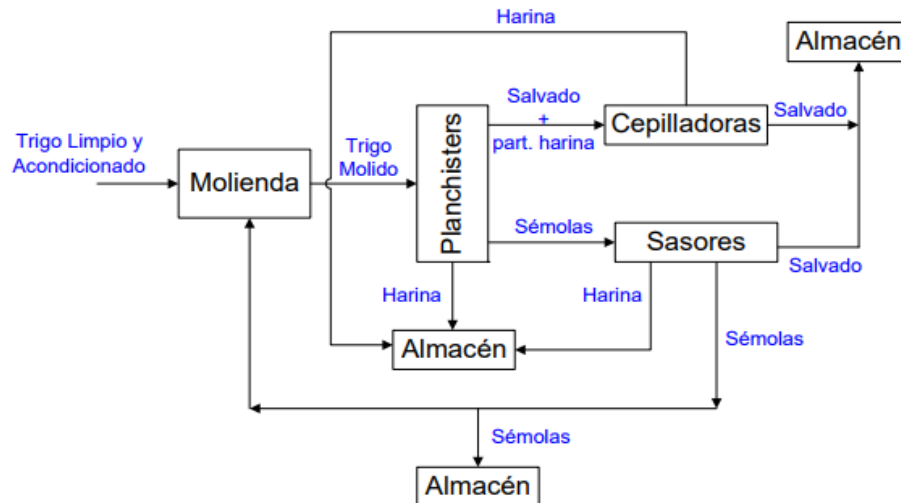 Harina
Almacén
Salvado
+
part. harina
Cepilladoras
Salvado
Trigo Limpio y
Acondicionado
Molienda
Trigo
Molido
Planchisters
Sémolas
Sasores
Salvado
Harina
Harina
Almacén
Sémolas
Sémolas
Almacén